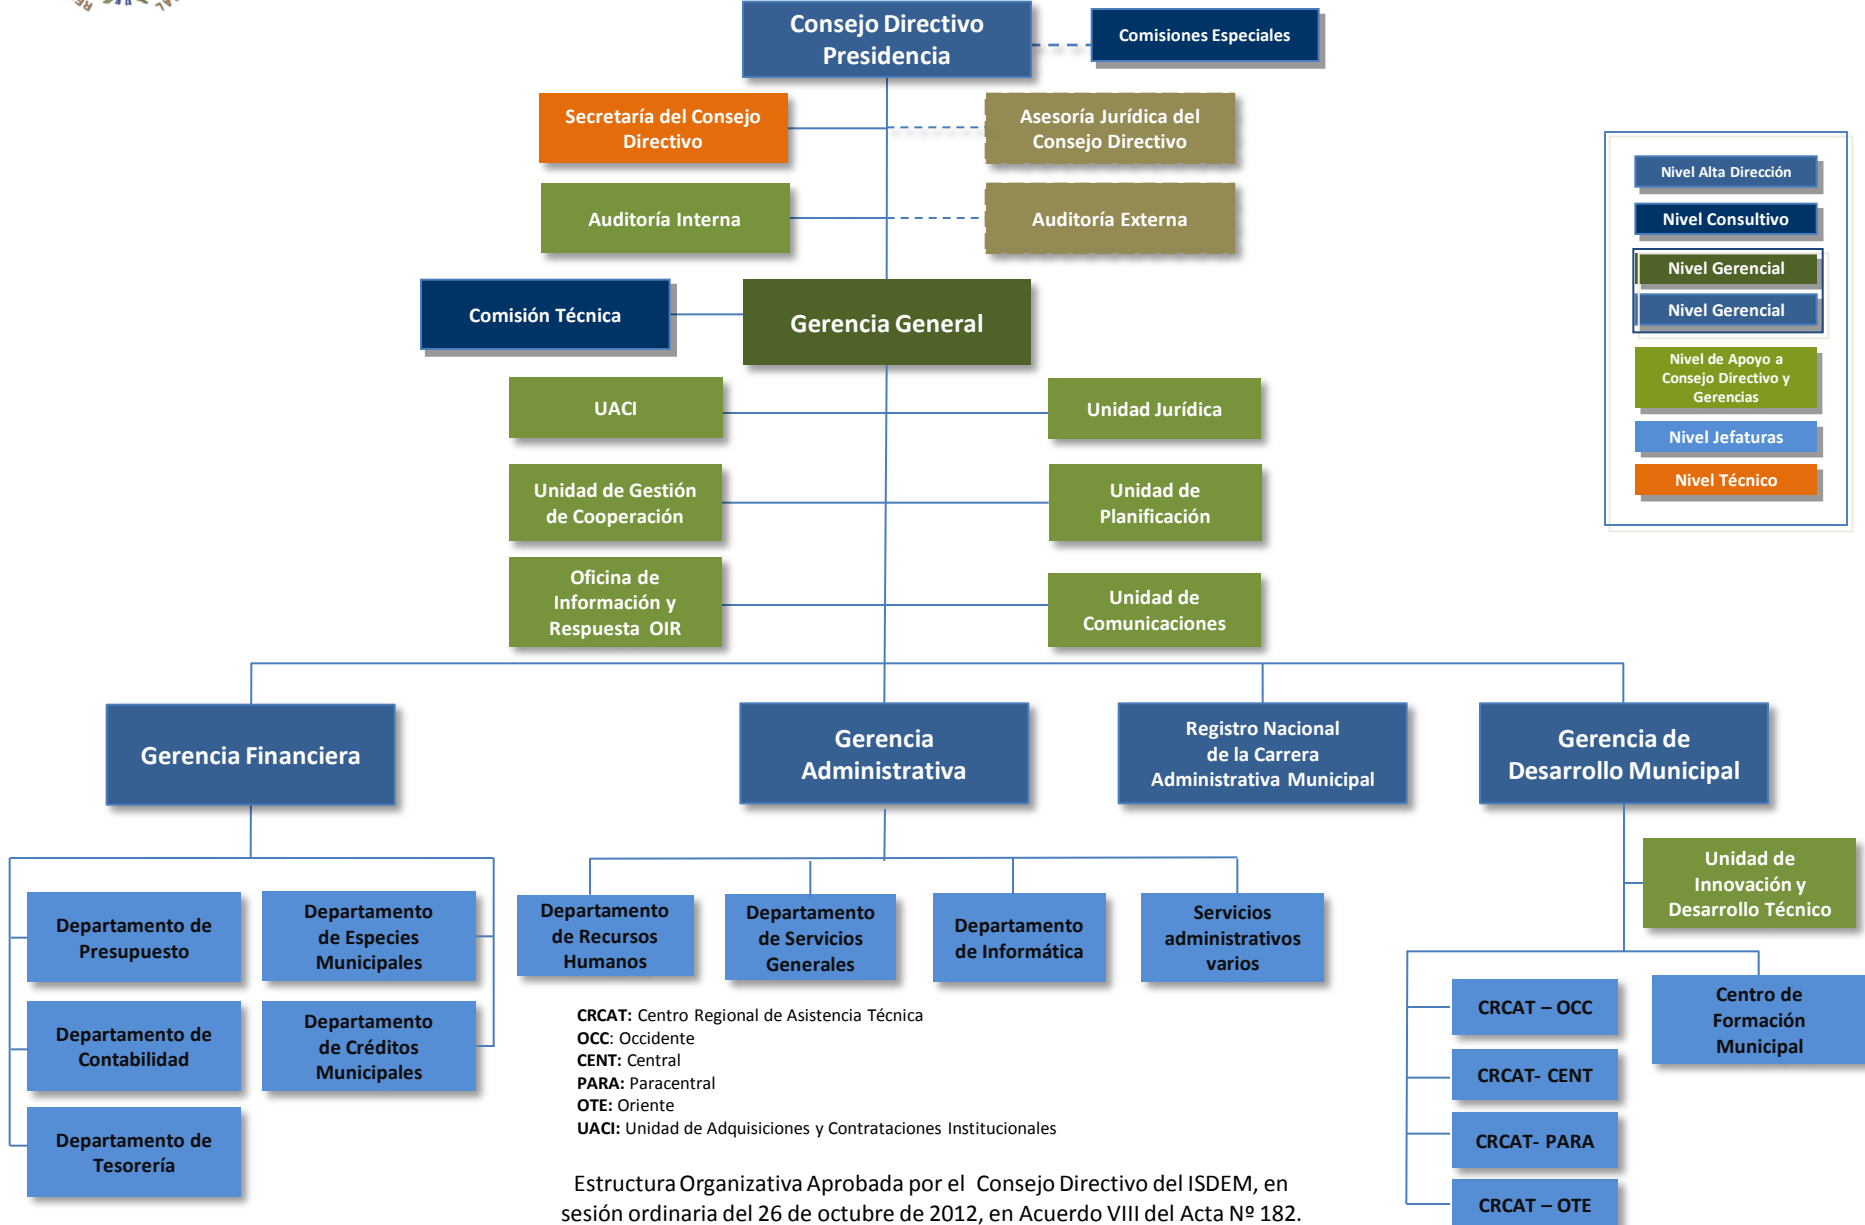 Consejo Directivo
Presidencia
Comisiones Especiales
Secretaría del Consejo
Directivo
Asesoría Jurídica del
Consejo Directivo
Auditoría Interna
Auditoría Externa
Comisión Técnica
Gerencia General
UACI
Unidad Jurídica
Unidad de Gestión
de Cooperación
Unidad de
Planificación
Oficina de
Información y
Respuesta OIR
Unidad de
Comunicaciones
Nivel Alta Dirección
Nivel Consultivo
Nivel Gerencial
Nivel Gerencial
Nivel de Apoyo a
Consejo Directivo y
Gerencias
Nivel Jefaturas
Nivel Técnico
Gerencia Financiera
Gerencia
Administrativa
Registro Nacional
de la Carrera
Administrativa Municipal
Gerencia de
Desarrollo Municipal
Unidad de
Innovación y
Desarrollo Técnico
Departamento de
Presupuesto
Departamento
de Especies
Municipales
Departamento de
Contabilidad
Departamento
de Créditos
Municipales
Departamento de
Tesorería
Departamento
de Recursos
Humanos
Departamento
de Servicios
Generales
Departamento
de Informática
Servicios
administrativos
varios
CRCAT – OCC
CRCAT- CENT
CRCAT- PARA
CRCAT – OTE
Centro de
Formación
Municipal
CRCAT: Centro Regional de Asistencia Técnica
OCC: Occidente
CENT: Central
PARA: Paracentral
OTE: Oriente
UACI: Unidad de Adquisiciones y Contrataciones Institucionales
Estructura Organizativa Aprobada por el Consejo Directivo del ISDEM, en
sesión ordinaria del 26 de octubre de 2012, en Acuerdo VIII del Acta Nº 182.